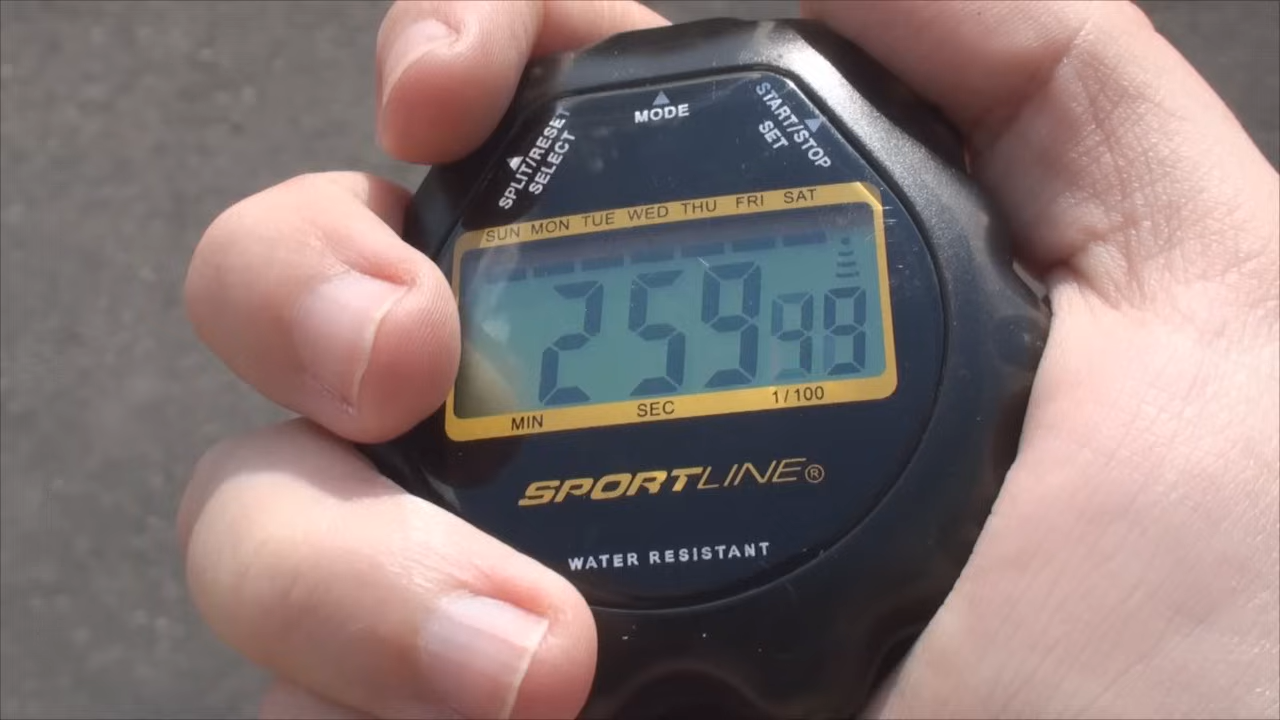 MODE
SPLIT/RESET
SELECT
START/STOP
SET
SUN MON TUE WED THU FRI SAT
2 59 98
MIN SEC 1/100
SPORTLINE®
WATER RESISTANT